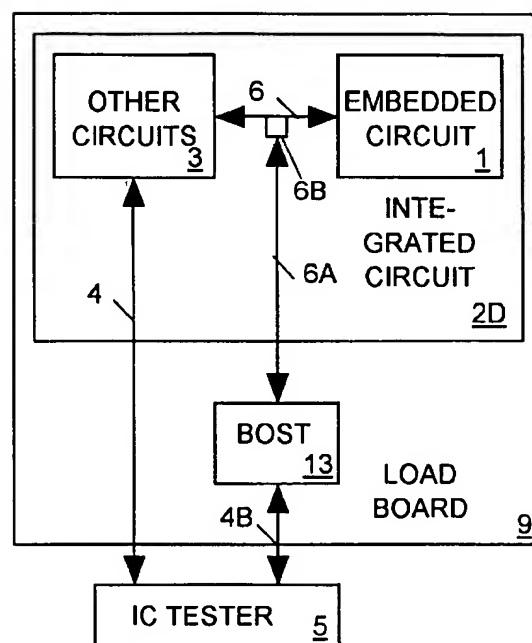 OTHER
CIRCUITS
3
6
EMBEDDED
CIRCUIT
1
6B
INTE-
GRATED
CIRCUIT
2D
6A
4
BOST
13
LOAD
BOARD
9
4B
IC TESTER
5